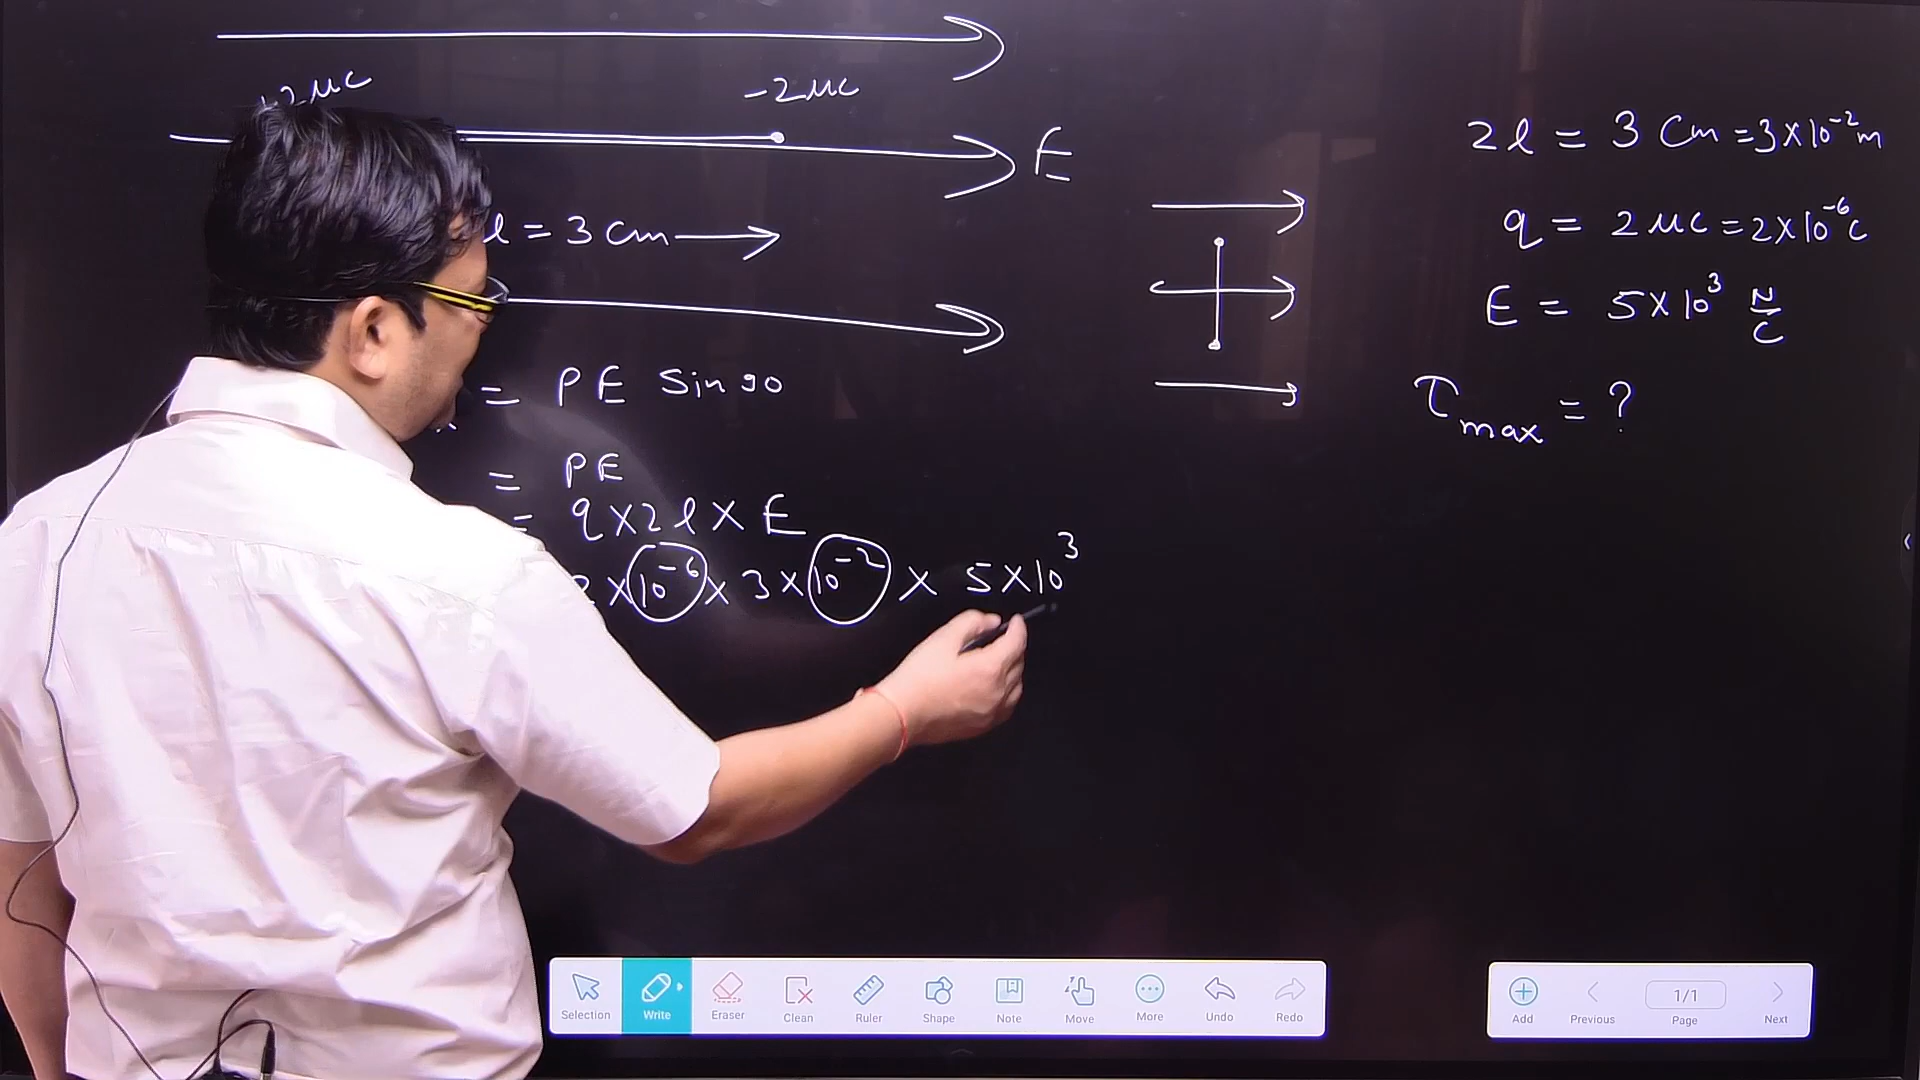 -2μC
E
l = 3 Cm
= PE Sin 90
= PE
= q × 2l × E
× 10⁻⁶ × 3 × 10⁻² × 5 × 10³
2l = 3 Cm = 3 × 10⁻² m
q = 2 μC = 2 × 10⁻⁶ C
E = 5 × 10³ N/C
τmax = ?
Selection
Write
Eraser
Clean
Ruler
Shape
Note
Move
More
Undo
Redo
Add
Previous
1/1
Page
Next